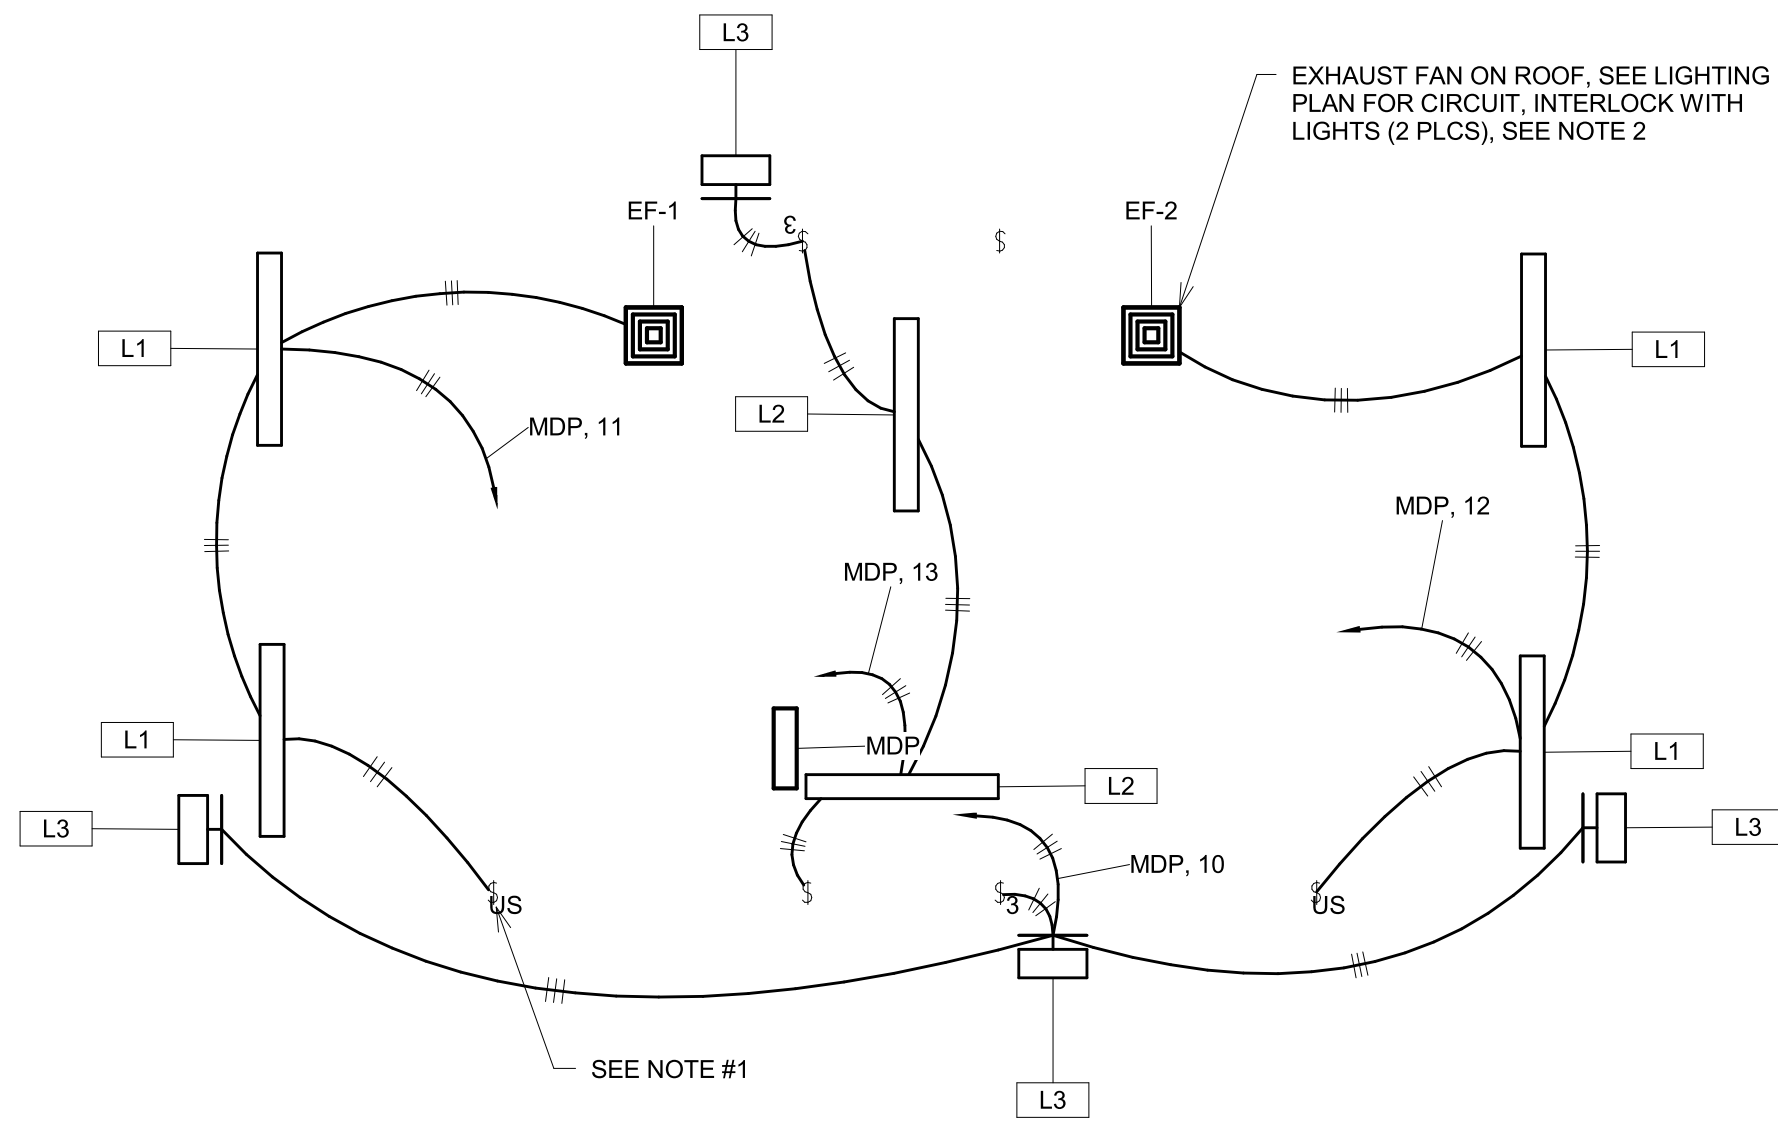 L3
EXHAUST FAN ON ROOF, SEE LIGHTING
PLAN FOR CIRCUIT, INTERLOCK WITH
LIGHTS (2 PLCS), SEE NOTE 2
EF-1
3
$
$
EF-2
L1
L1
L2
MDP, 11
MDP, 12
MDP, 13
L1
MDP
L1
L2
L3
L3
MDP, 10
$
US
$
$
3
$
US
SEE NOTE #1
L3